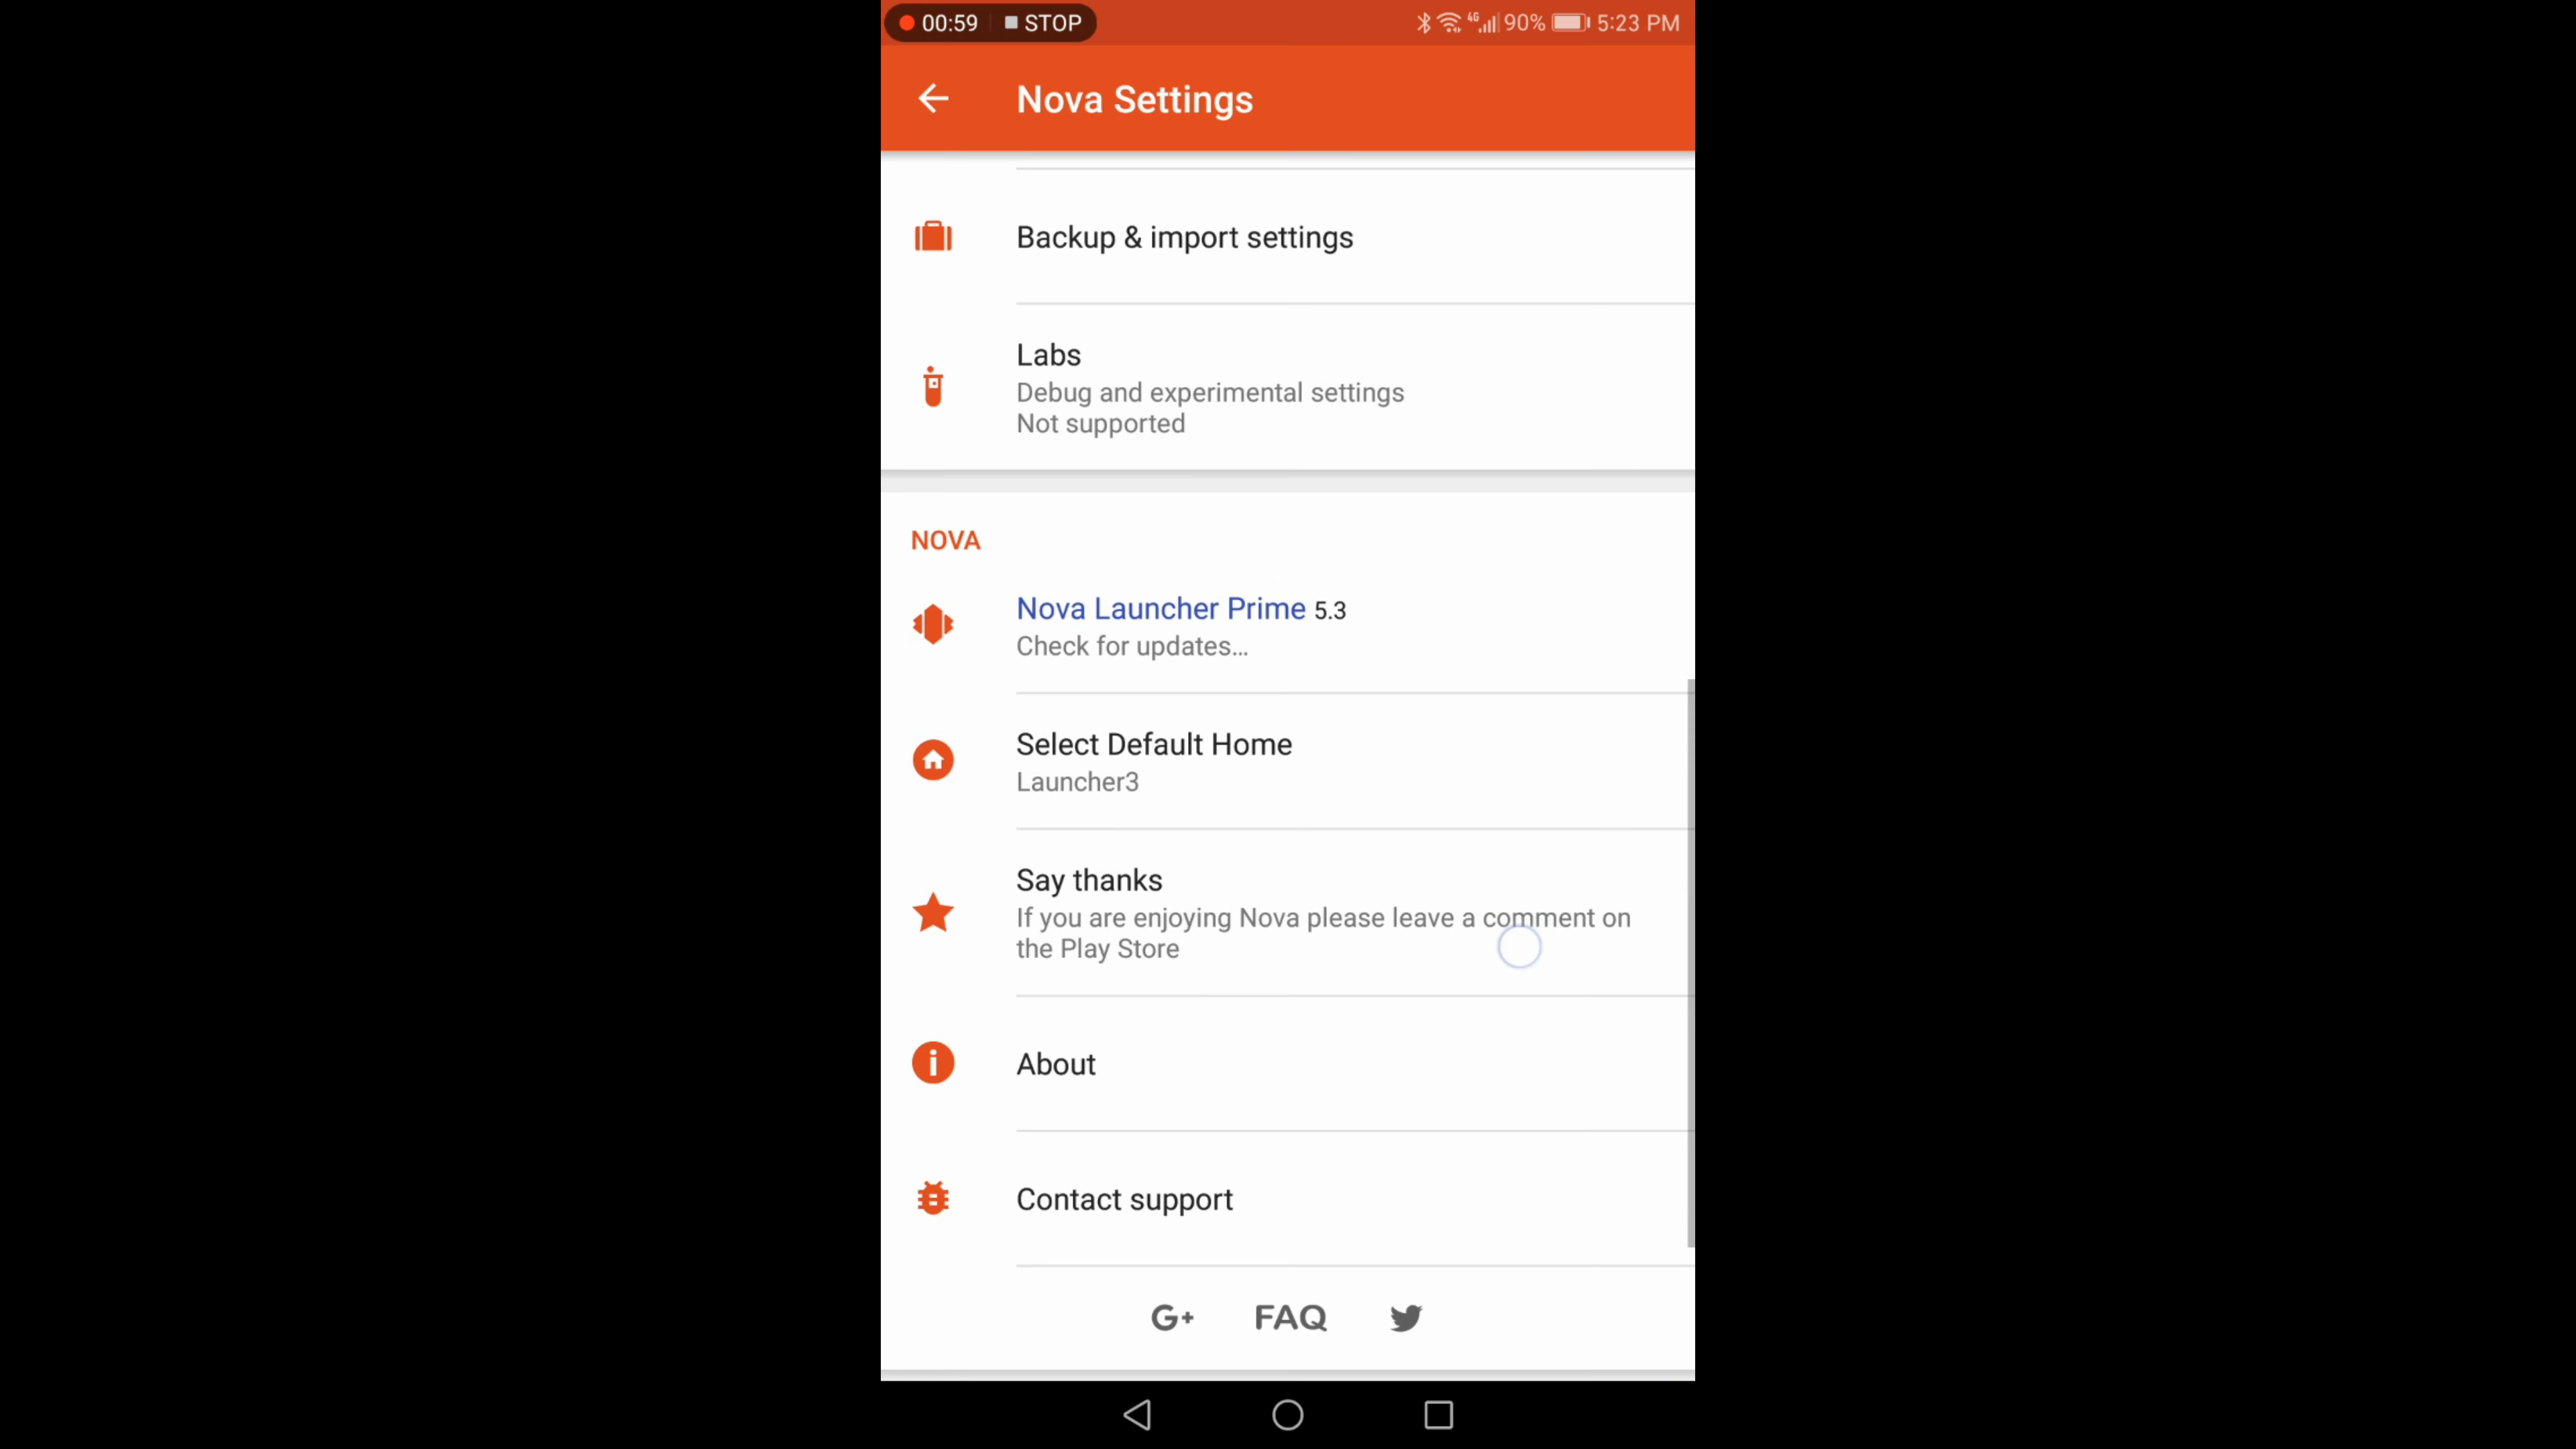 00:59 STOP 4G 90% 5:23 PM
Nova Settings
Backup & import settings
Labs
Debug and experimental settings
Not supported
NOVA
Nova Launcher Prime 5.3
Check for updates…
Select Default Home
Launcher3
Say thanks
If you are enjoying Nova please leave a comment on
the Play Store
About
Contact support
G+ FAQ